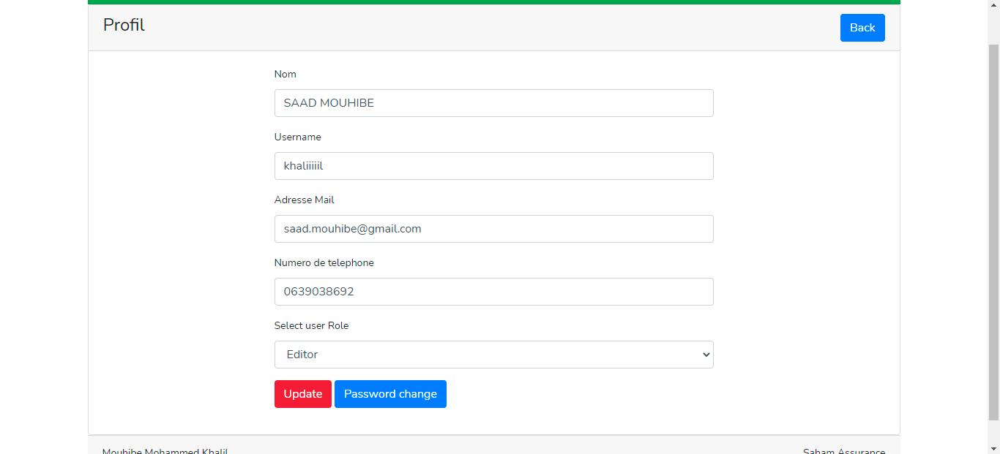 Profil
Back
Nom
SAAD MOUHIBE
Username
khaliiiiil
Adresse Mail
saad.mouhibe@gmail.com
Numero de telephone
0639038692
Select user Role
Editor
Update
Password change
Mouhibe Mohammed Khalil
Saham Assurance